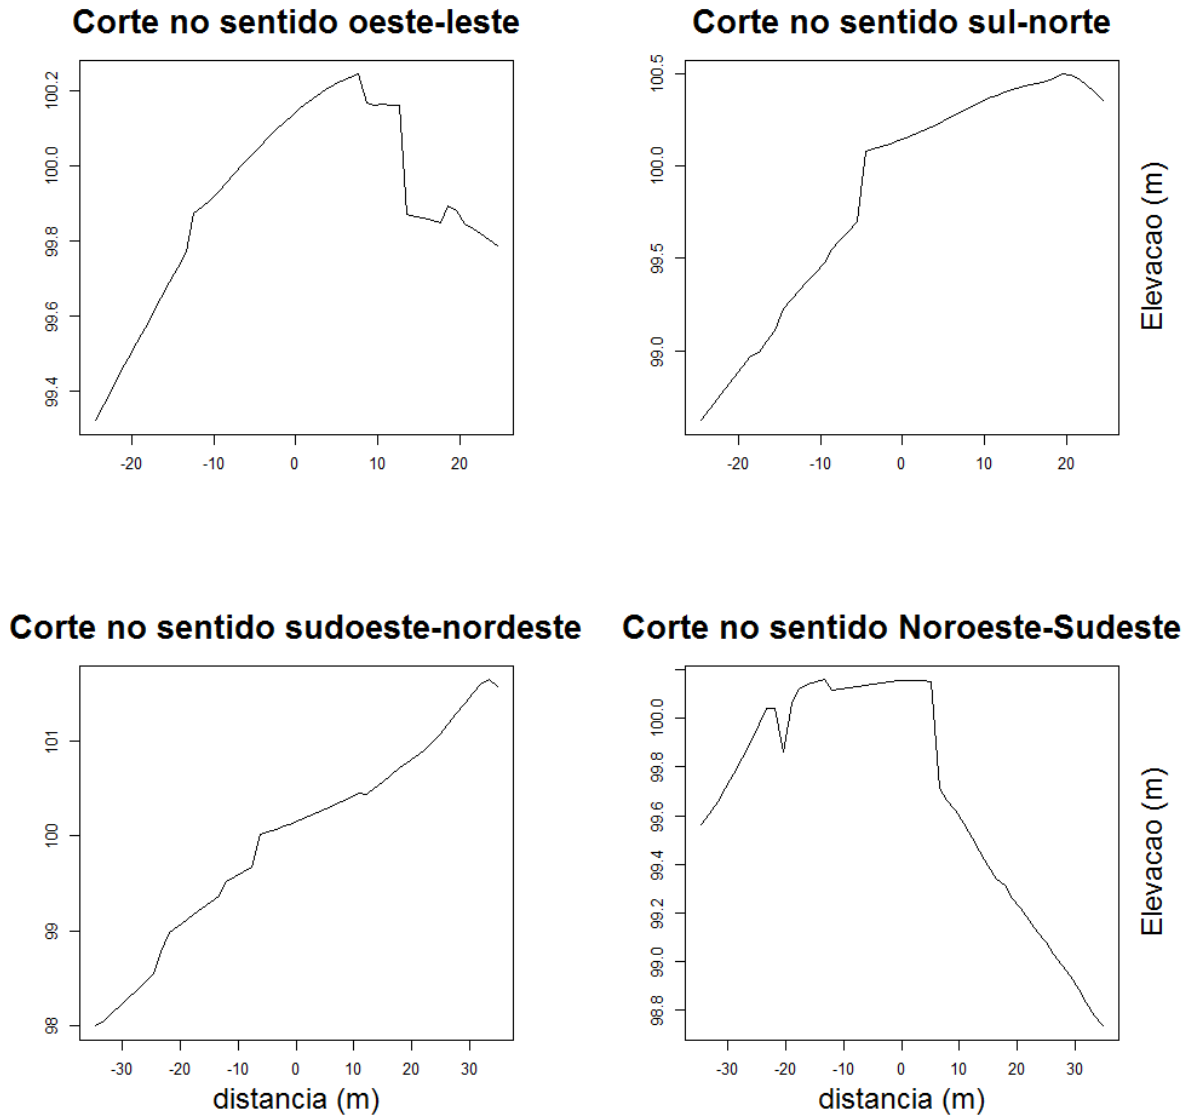 Corte no sentido oeste-leste
99.4 99.6 99.8 100.0 100.2
-20 -10 0 10 20
Corte no sentido sul-norte
99.0 99.5 100.0 100.5
-20 -10 0 10 20
Elevacao (m)
Corte no sentido sudoeste-nordeste
98 99 100 101
-30 -20 -10 0 10 20 30
distancia (m)
Corte no sentido Noroeste-Sudeste
98.8 99.0 99.2 99.4 99.6 99.8 100.0
-30 -20 -10 0 10 20 30
distancia (m)
Elevacao (m)